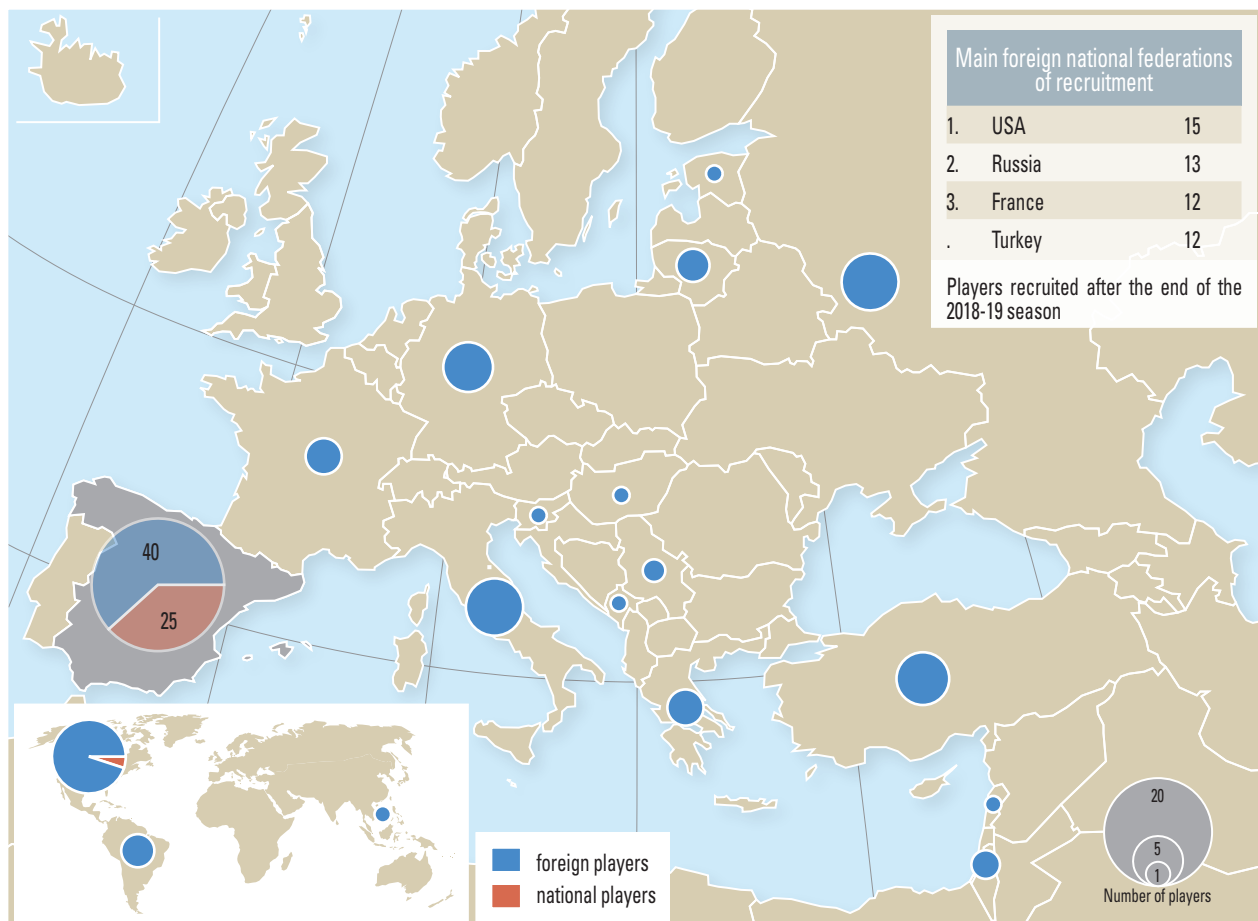 Main foreign national federations
of recruitment
1. USA 15
2. Russia 13
3. France 12
. Turkey 12
Players recruited after the end of the
2018-19 season
40
25
foreign players
national players
20
5
1
Number of players